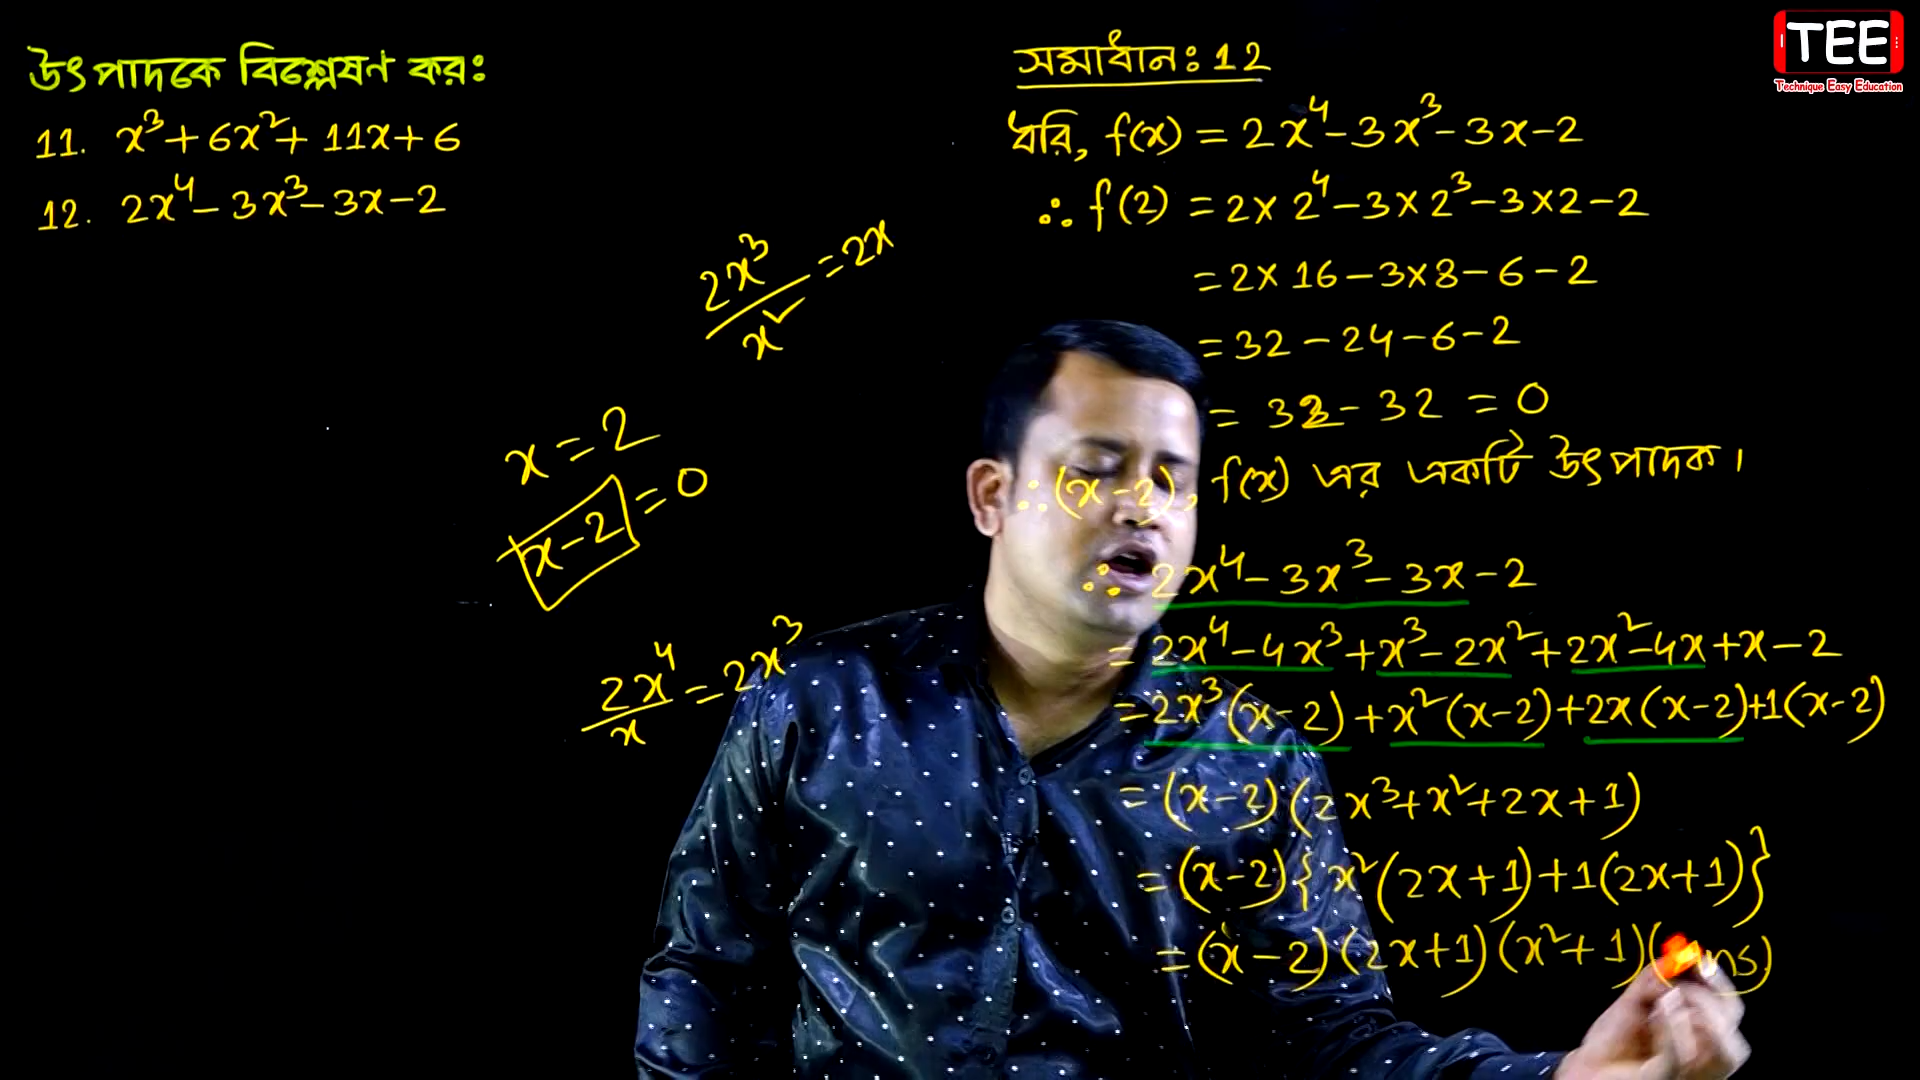 উৎপাদকে বিশ্লেষণ করঃ
11. x³ + 6x² + 11x + 6
12. 2x⁴ – 3x³ – 3x – 2
2x³/x² = 2x
x = 2
x – 2 = 0
2x⁴/x = 2x³
সমাধানঃ 12
ধরি, f(x) = 2x⁴ – 3x³ – 3x – 2
∴ f(2) = 2 × 2⁴ – 3 × 2³ – 3 × 2 – 2
= 2 × 16 – 3 × 8 – 6 – 2
= 32 – 24 – 6 – 2
= 32 – 32 = 0
∴ (x – 2), f(x) এর একটি উৎপাদক।
∴ 2x⁴ – 3x³ – 3x – 2
= 2x⁴ – 4x³ + x³ – 2x² + 2x² – 4x + x – 2
= 2x³(x – 2) + x²(x – 2) + 2x(x – 2) + 1(x – 2)
= (x – 2)(2x³ + x² + 2x + 1)
= (x – 2){x²(2x + 1) + 1(2x + 1)}
= (x – 2)(2x + 1)(x² + 1) (Ans)
TEE
Technique Easy Education